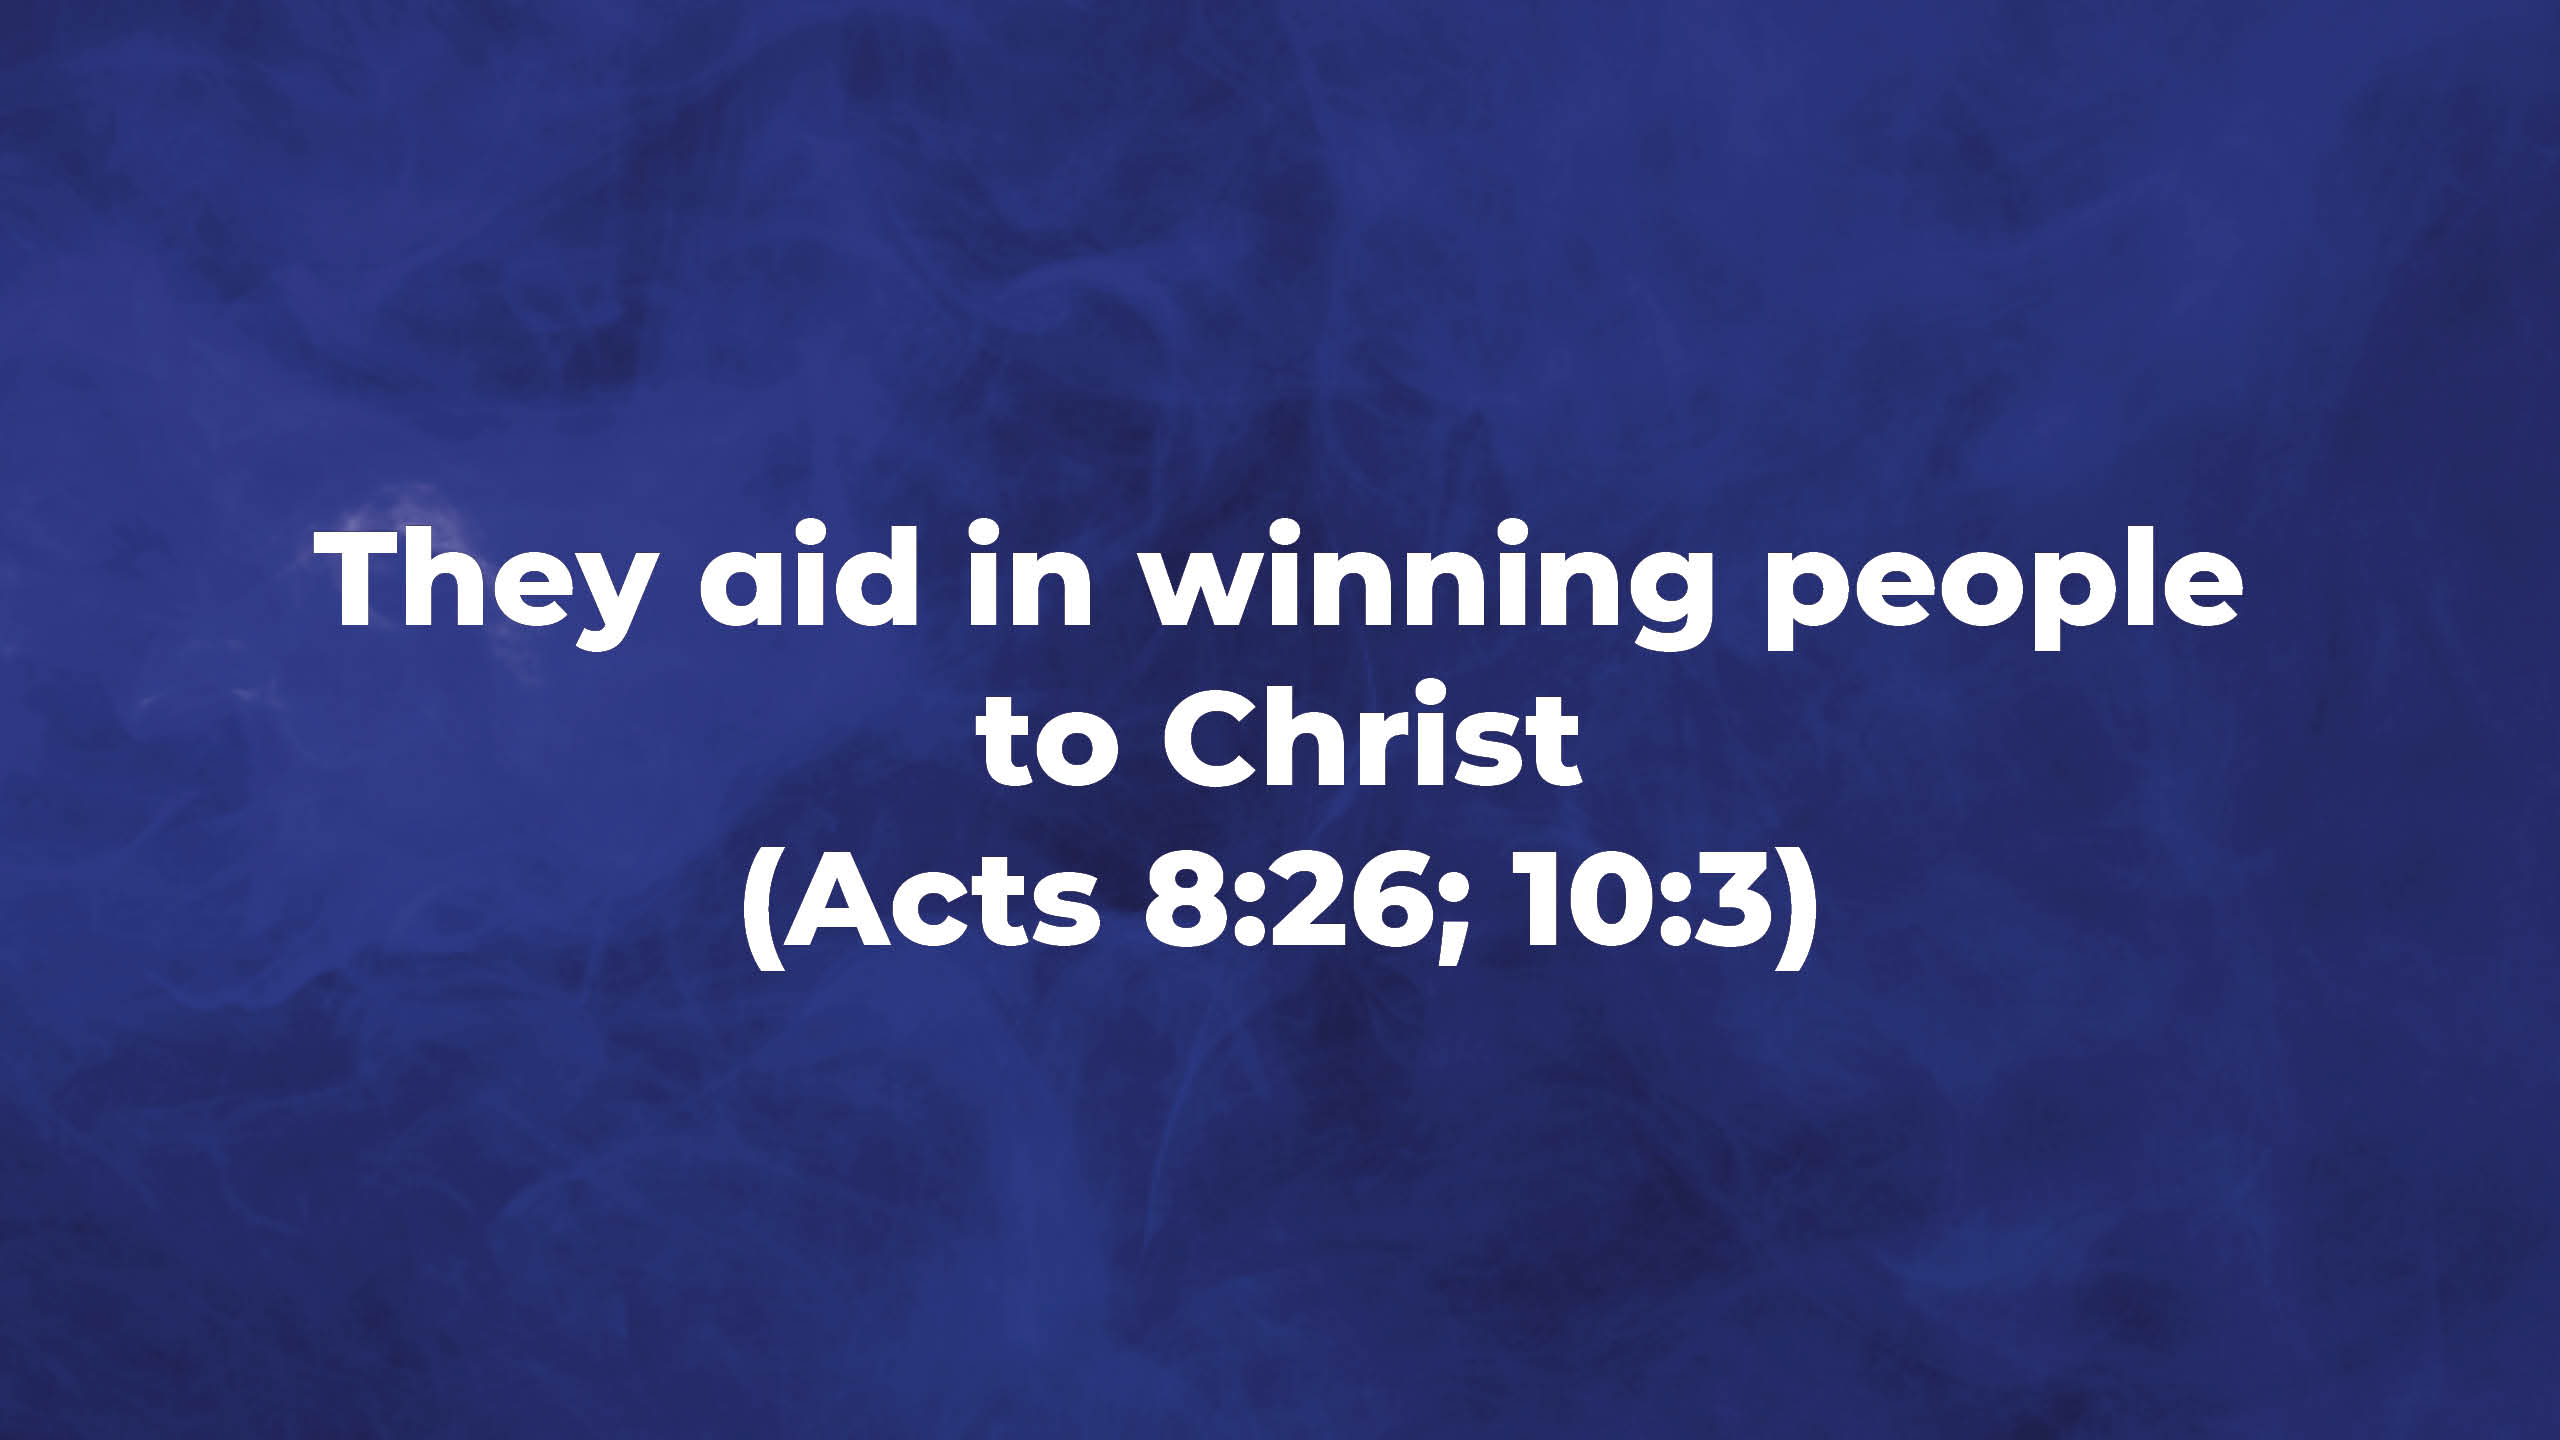 They aid in winning people
to Christ
(Acts 8:26; 10:3)